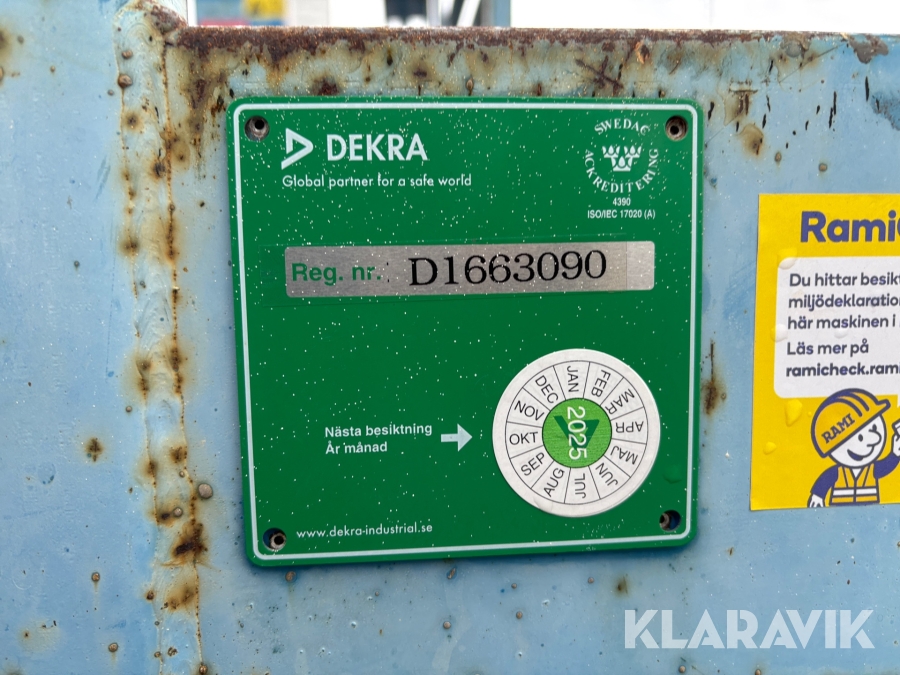 DEKRA
Global partner for a safe world
SWEDAC
ACKREDITERING
4390
ISO/IEC 17020 (A)
Reg. nr. D1663090
Nästa besiktning
År månad
JAN FEB MAR APR MAJ JUN JUL AUG SEP OKT NOV DEC
2025
www.dekra-industrial.se
Rami
Du hittar besikt
miljödeklaration
här maskinen i
Läs mer på
ramicheck.rami
RAMI
KLARAVIK